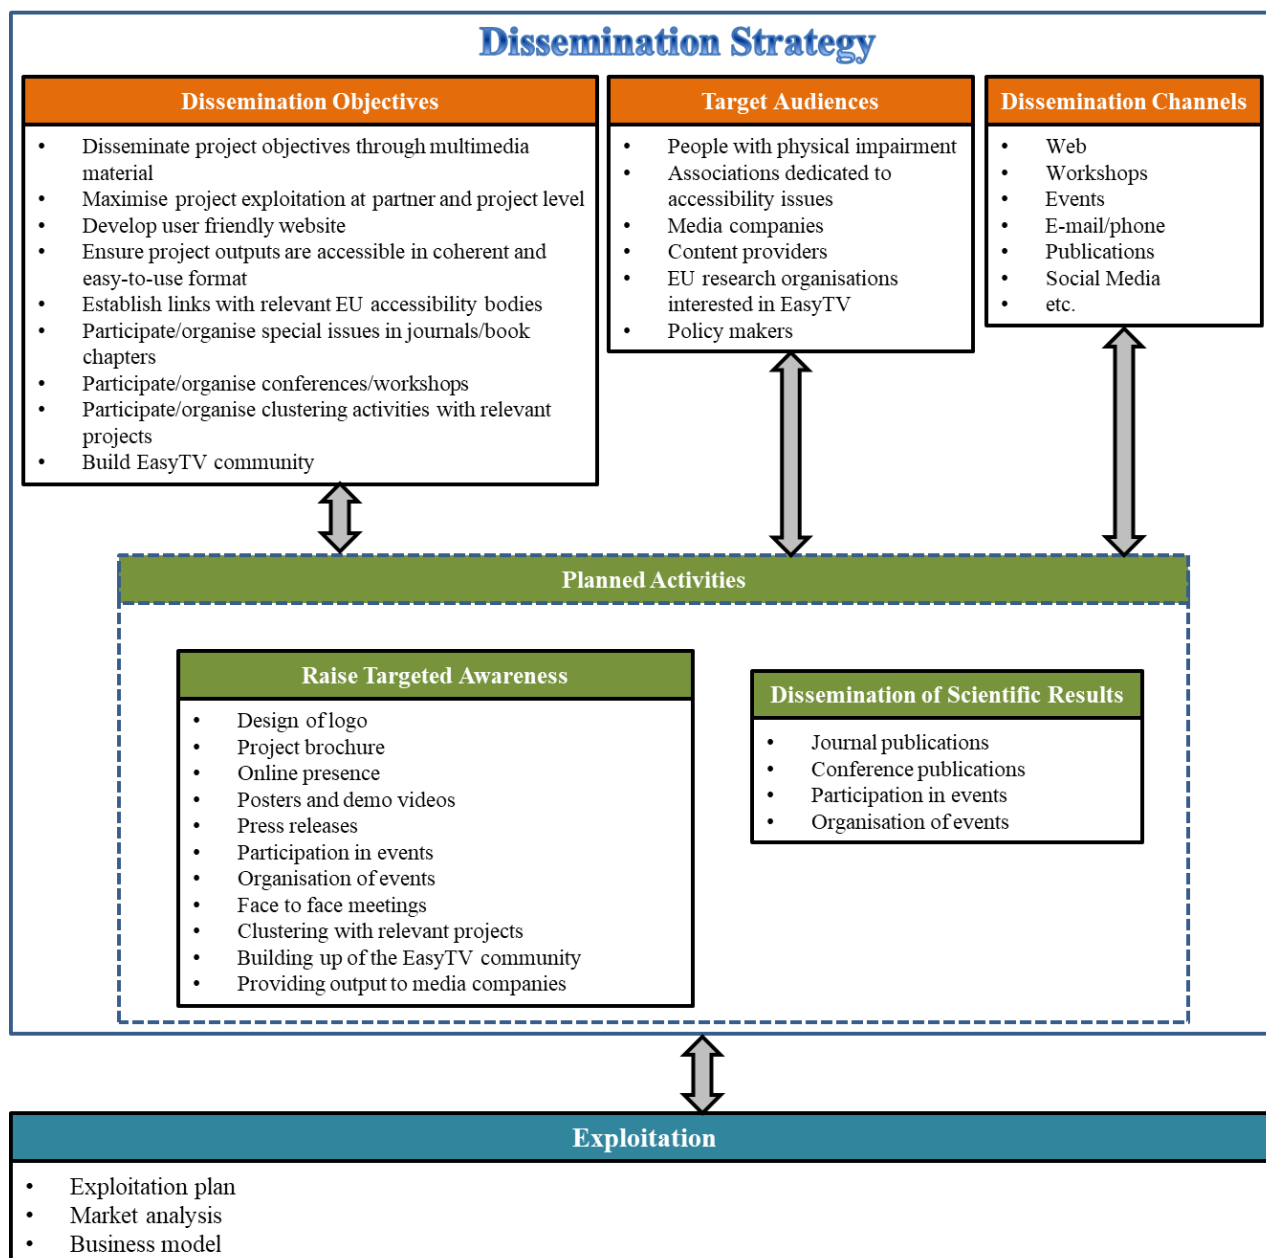 Dissemination Strategy
Dissemination Objectives
• Disseminate project objectives through multimedia
material
• Maximise project exploitation at partner and project level
• Develop user friendly website
• Ensure project outputs are accessible in coherent and
easy-to-use format
• Establish links with relevant EU accessibility bodies
• Participate/organise special issues in journals/book
chapters
• Participate/organise conferences/workshops
• Participate/organise clustering activities with relevant
projects
• Build EasyTV community
Target Audiences
• People with physical impairment
• Associations dedicated to
accessibility issues
• Media companies
• Content providers
• EU research organisations
interested in EasyTV
• Policy makers
Dissemination Channels
• Web
• Workshops
• Events
• E-mail/phone
• Publications
• Social Media
• etc.
Planned Activities
Raise Targeted Awareness
• Design of logo
• Project brochure
• Online presence
• Posters and demo videos
• Press releases
• Participation in events
• Organisation of events
• Face to face meetings
• Clustering with relevant projects
• Building up of the EasyTV community
• Providing output to media companies
Dissemination of Scientific Results
• Journal publications
• Conference publications
• Participation in events
• Organisation of events
Exploitation
• Exploitation plan
• Market analysis
• Business model